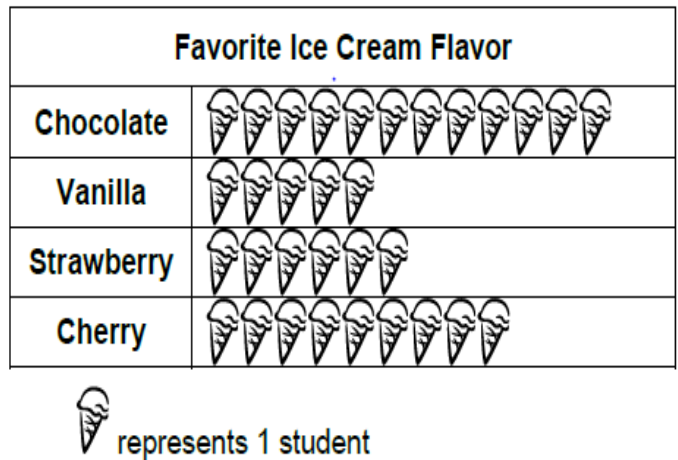 Favorite Ice Cream Flavor
Chocolate
Vanilla
Strawberry
Cherry
represents 1 student